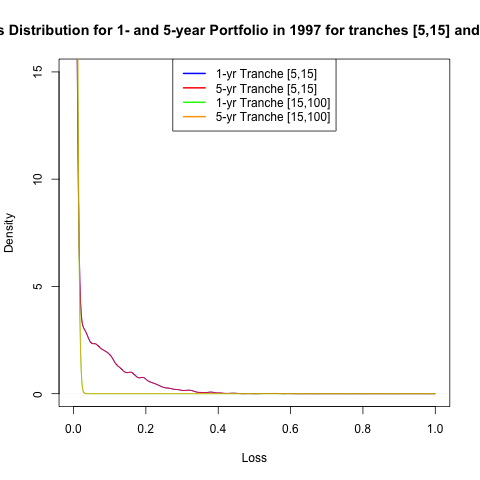 s Distribution for 1- and 5-year Portfolio in 1997 for tranches [5,15] and
1-yr Tranche [5,15]
5-yr Tranche [5,15]
1-yr Tranche [15,100]
5-yr Tranche [15,100]
15
10
5
0
Density
0.0 0.2 0.4 0.6 0.8 1.0
Loss